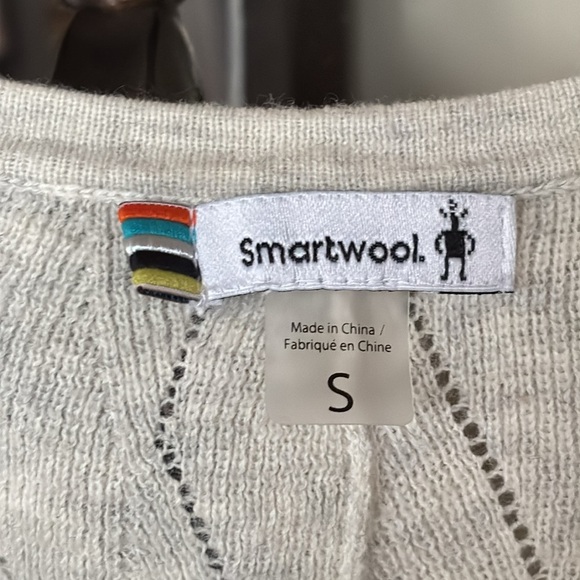 Smartwool.
Made in China /
Fabriqué en Chine
S